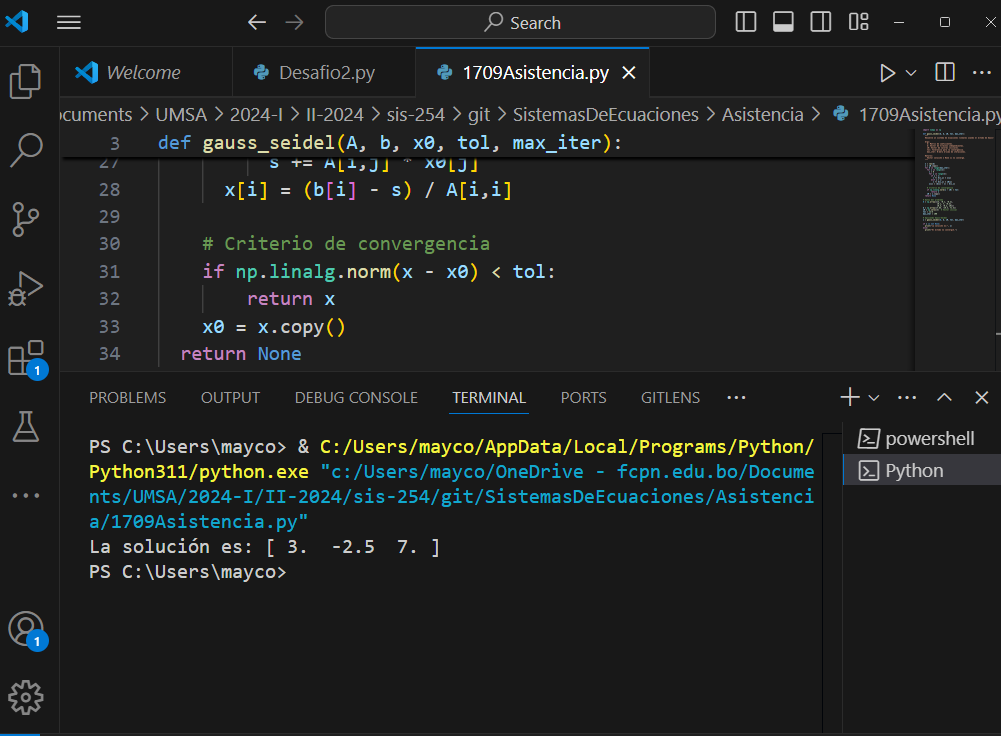 Search
Welcome
Desafio2.py
1709Asistencia.py
ocuments > UMSA > 2024-I > II-2024 > sis-254 > git > SistemasDeEcuaciones > Asistencia > 1709Asistencia.py
3 def gauss_seidel(A, b, x0, tol, max_iter):
27 s += A[i,j] * x0[j]
28 x[i] = (b[i] - s) / A[i,i]
29
30 # Criterio de convergencia
31 if np.linalg.norm(x - x0) < tol:
32 return x
33 x0 = x.copy()
34 return None
1
PROBLEMS OUTPUT DEBUG CONSOLE TERMINAL PORTS GITLENS
PS C:\Users\mayco> & C:/Users/mayco/AppData/Local/Programs/Python/
Python311/python.exe "c:/Users/mayco/OneDrive - fcpn.edu.bo/Docume
nts/UMSA/2024-I/II-2024/sis-254/git/SistemasDeEcuaciones/Asistenci
a/1709Asistencia.py"
La solución es: [ 3.  -2.5  7. ]
PS C:\Users\mayco>
powershell
Python
1